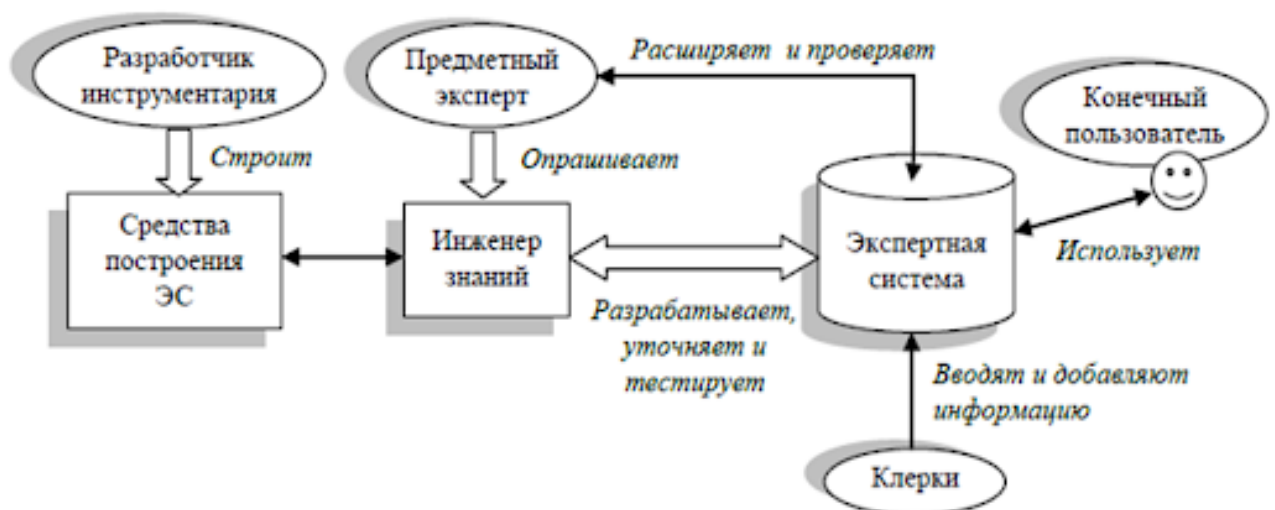 Разработчик
инструментария
Предметный
эксперт
Расширяет и проверяет
Конечный
пользователь
Строит
Опрашивает
Средства
построения
ЭС
Инженер
знаний
Экспертная
система
Использует
Разрабатывает,
уточняет и
тестирует
Вводят и добавляют
информацию
Клерки